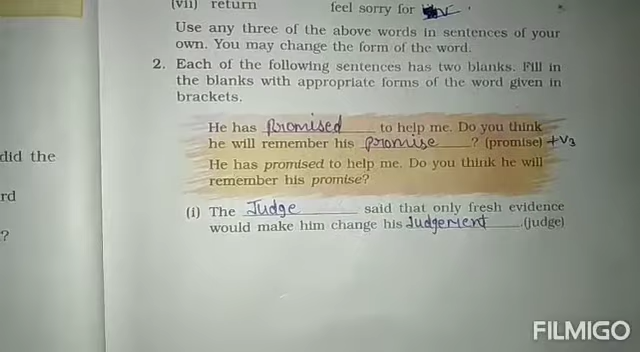 (vii) return feel sorry for
Use any three of the above words in sentences of your
own. You may change the form of the word.
2. Each of the following sentences has two blanks. Fill in
the blanks with appropriate forms of the word given in
brackets.
He has promised to help me. Do you think
he will remember his promise ? (promise) +V3
did the
He has promised to help me. Do you think he will
remember his promise?
rd
(i) The Judge said that only fresh evidence
would make him change his Judgement. (judge)
?
FILMIGO